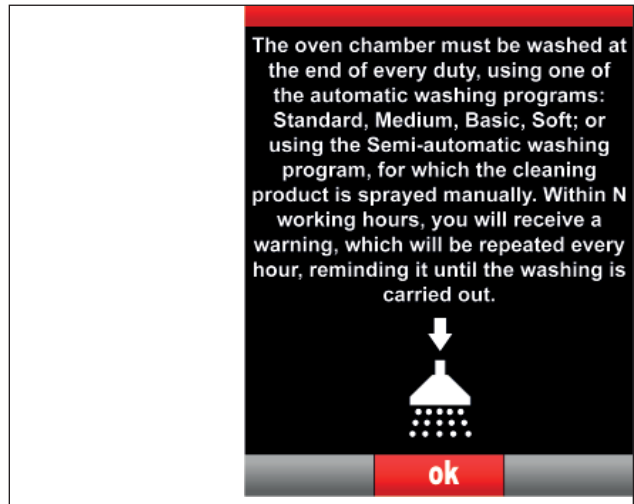 The oven chamber must be washed at
the end of every duty, using one of
the automatic washing programs:
Standard, Medium, Basic, Soft; or
using the Semi-automatic washing
program, for which the cleaning
product is sprayed manually. Within N
working hours, you will receive a
warning, which will be repeated every
hour, reminding it until the washing is
carried out.
ok